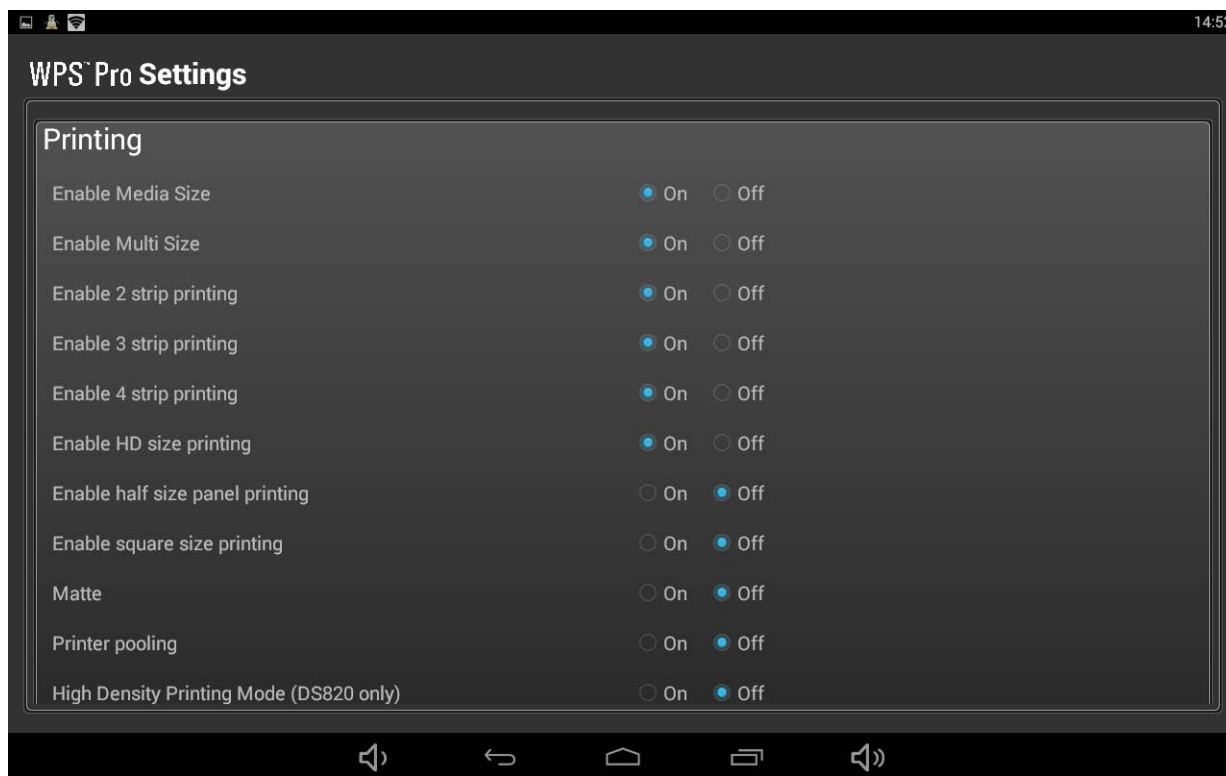 14:52
WPS™ Pro Settings
Printing
Enable Media Size On Off
Enable Multi Size On Off
Enable 2 strip printing On Off
Enable 3 strip printing On Off
Enable 4 strip printing On Off
Enable HD size printing On Off
Enable half size panel printing On Off
Enable square size printing On Off
Matte On Off
Printer pooling On Off
High Density Printing Mode (DS820 only) On Off